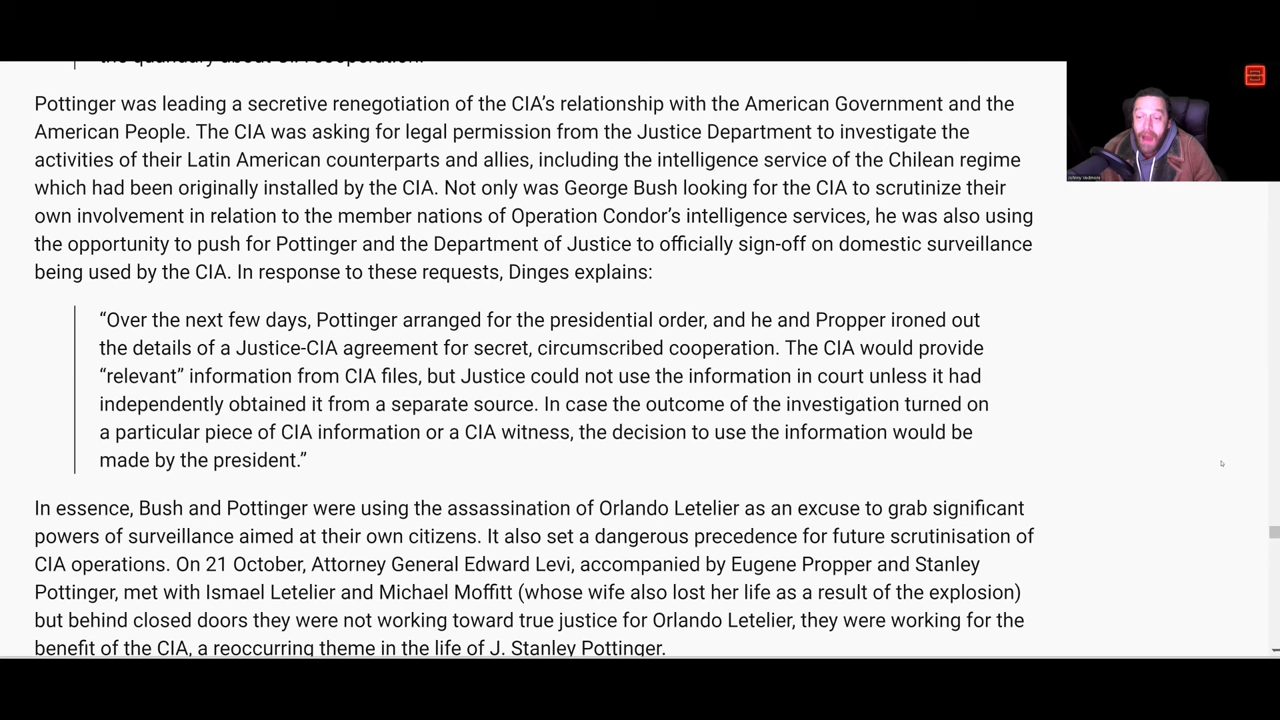 the quandary about CIA cooperation.
Pottinger was leading a secretive renegotiation of the CIA’s relationship with the American Government and the
American People. The CIA was asking for legal permission from the Justice Department to investigate the
activities of their Latin American counterparts and allies, including the intelligence service of the Chilean regime
which had been originally installed by the CIA. Not only was George Bush looking for the CIA to scrutinize their
own involvement in relation to the member nations of Operation Condor’s intelligence services, he was also using
the opportunity to push for Pottinger and the Department of Justice to officially sign-off on domestic surveillance
being used by the CIA. In response to these requests, Dinges explains:
“Over the next few days, Pottinger arranged for the presidential order, and he and Propper ironed out
the details of a Justice-CIA agreement for secret, circumscribed cooperation. The CIA would provide
“relevant” information from CIA files, but Justice could not use the information in court unless it had
independently obtained it from a separate source. In case the outcome of the investigation turned on
a particular piece of CIA information or a CIA witness, the decision to use the information would be
made by the president.”
In essence, Bush and Pottinger were using the assassination of Orlando Letelier as an excuse to grab significant
powers of surveillance aimed at their own citizens. It also set a dangerous precedence for future scrutinisation of
CIA operations. On 21 October, Attorney General Edward Levi, accompanied by Eugene Propper and Stanley
Pottinger, met with Ismael Letelier and Michael Moffitt (whose wife also lost her life as a result of the explosion)
but behind closed doors they were not working toward true justice for Orlando Letelier, they were working for the
benefit of the CIA, a reoccurring theme in the life of J. Stanley Pottinger.